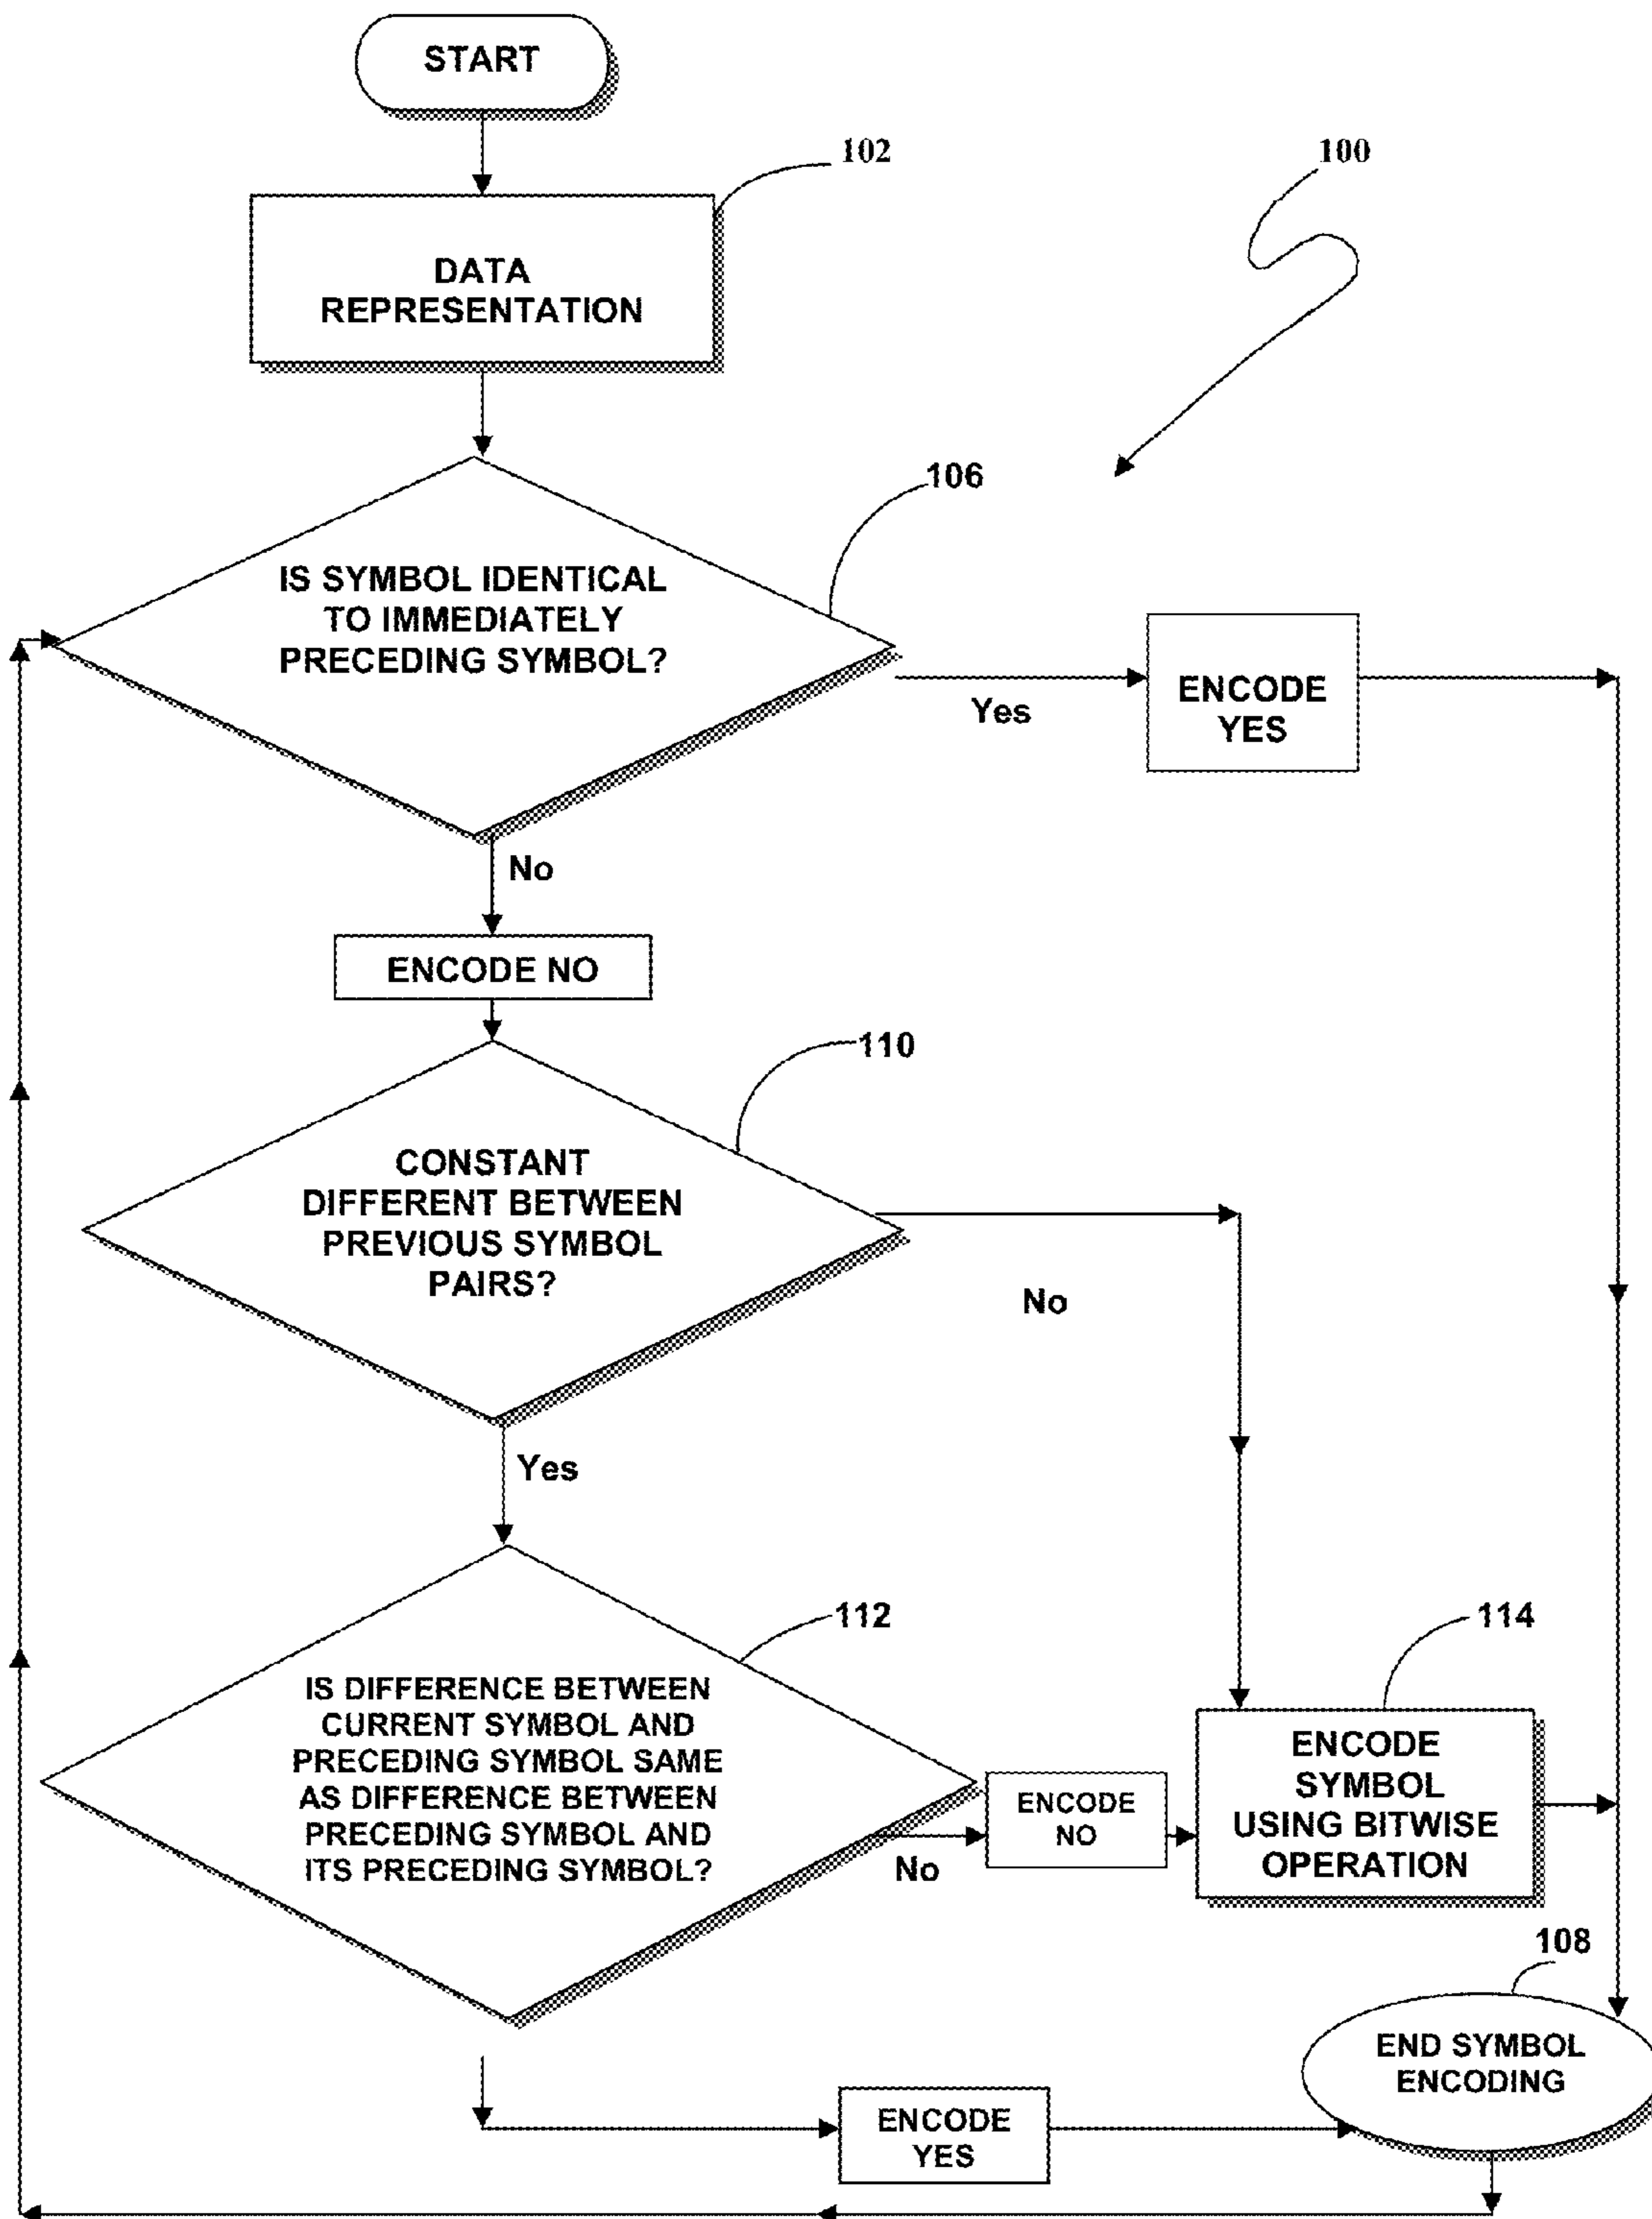 START
102
100
DATA
REPRESENTATION
106
IS SYMBOL IDENTICAL
TO IMMEDIATELY
PRECEDING SYMBOL?
Yes
ENCODE
YES
No
ENCODE NO
110
CONSTANT
DIFFERENT BETWEEN
PREVIOUS SYMBOL
PAIRS?
No
Yes
112
114
IS DIFFERENCE BETWEEN
CURRENT SYMBOL AND
PRECEDING SYMBOL SAME
AS DIFFERENCE BETWEEN
PRECEDING SYMBOL AND
ITS PRECEDING SYMBOL?
No
ENCODE
NO
ENCODE
SYMBOL
USING BITWISE
OPERATION
108
END SYMBOL
ENCODING
ENCODE
YES